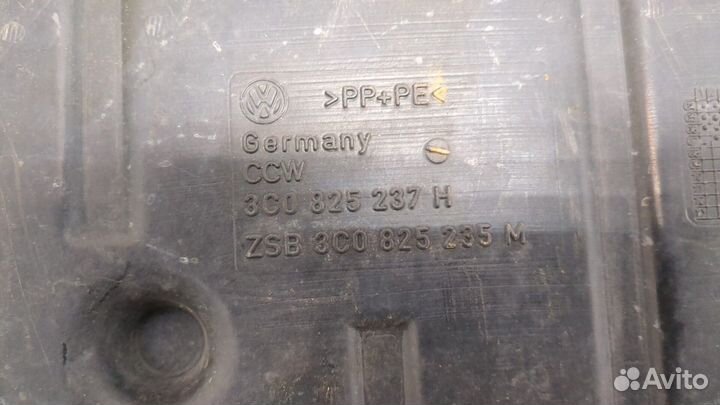 >PP+PE<
Germany
CCW
3C0 825 237 H
ZSB 3C0 825 235 M
Avito